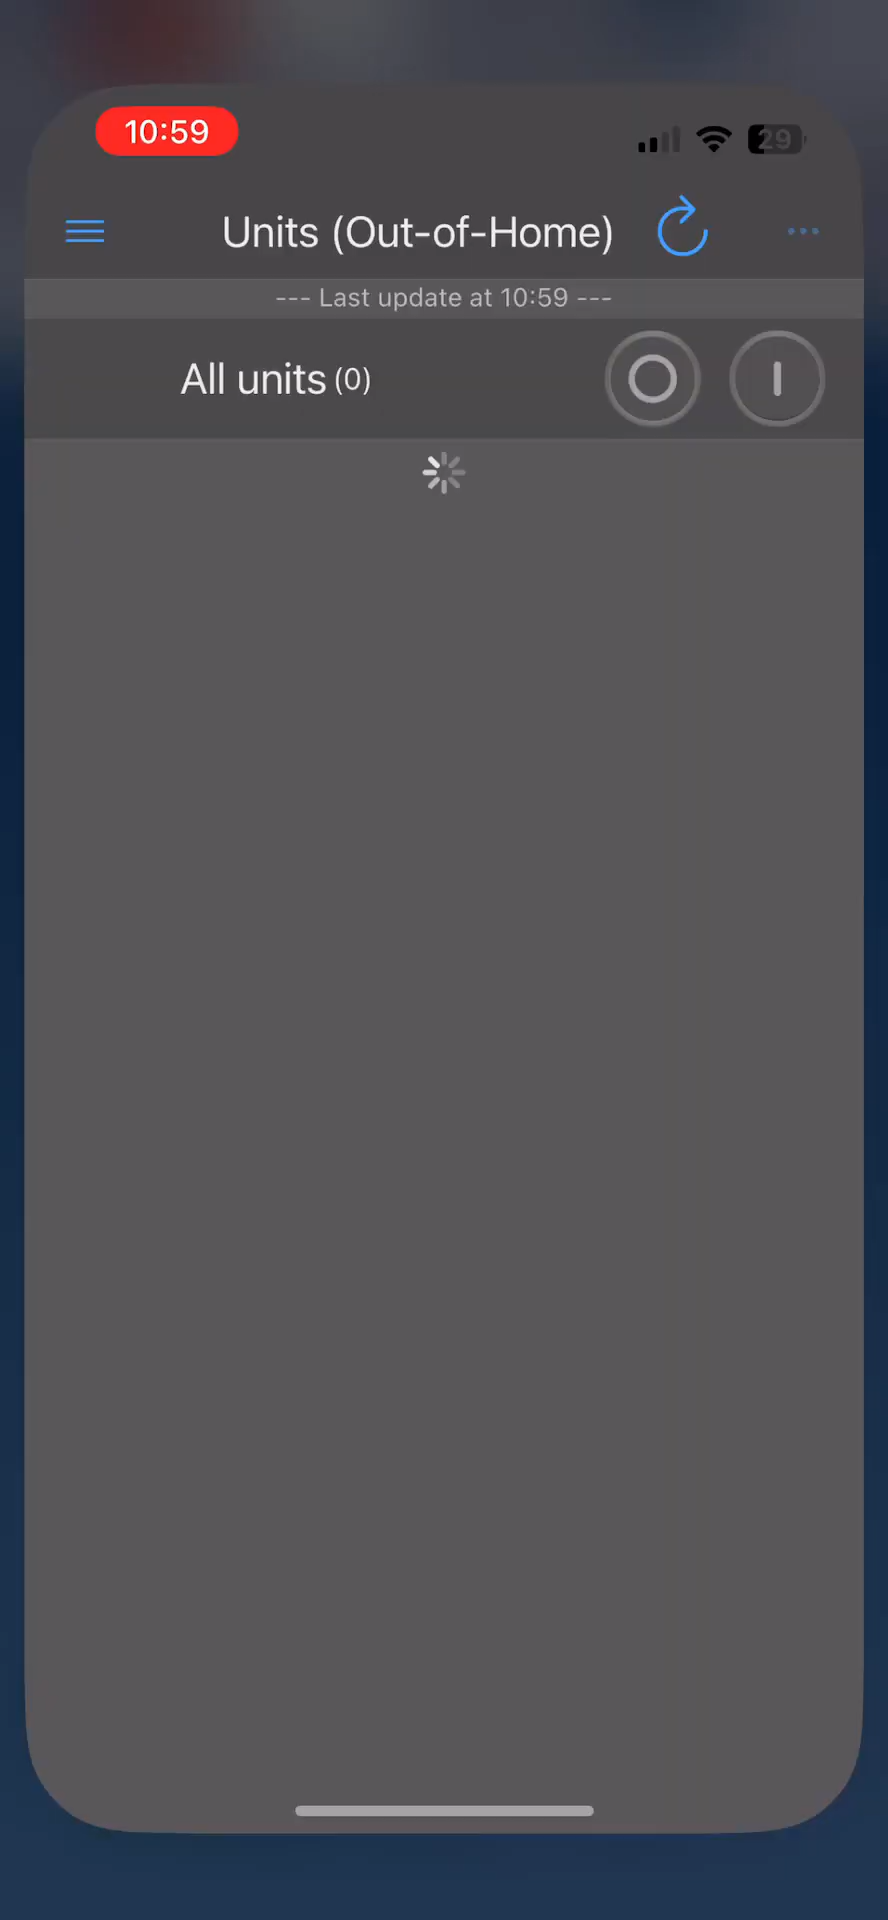 10:59
29
Units (Out-of-Home)
--- Last update at 10:59 ---
All units (0)